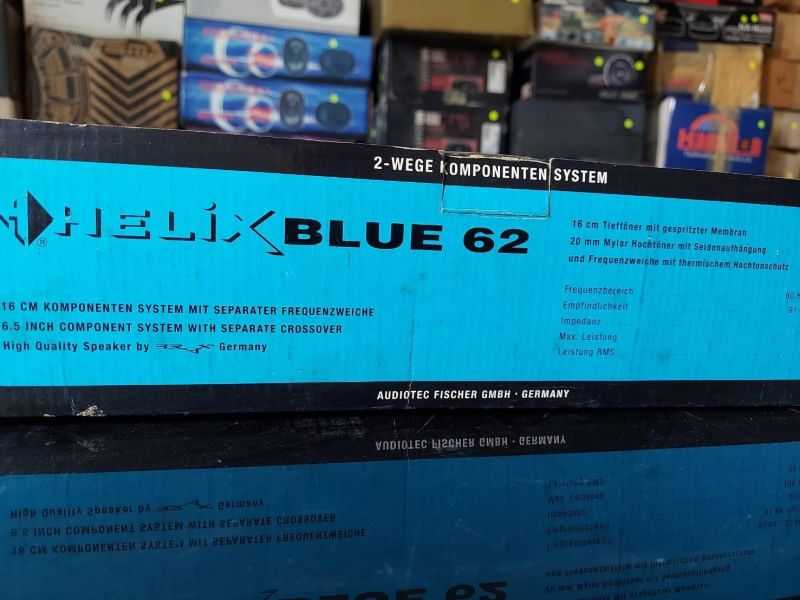 2-WEGE KOMPONENTEN SYSTEM
HELIX BLUE 62
16 cm Tieftöner mit gespritzter Membran
20 mm Mylar Hochtöner mit Seidenaufhängung
und Frequenzweiche mit thermischem Hochtonschutz
Frequenzbereich
Empfindlichkeit
Impedanz
Max. Leistung
Leistung RMS
16 CM KOMPONENTEN SYSTEM MIT SEPARATER FREQUENZWEICHE
6.5 INCH COMPONENT SYSTEM WITH SEPARATE CROSSOVER
High Quality Speaker by Germany
AUDIOTEC FISCHER GMBH · GERMANY